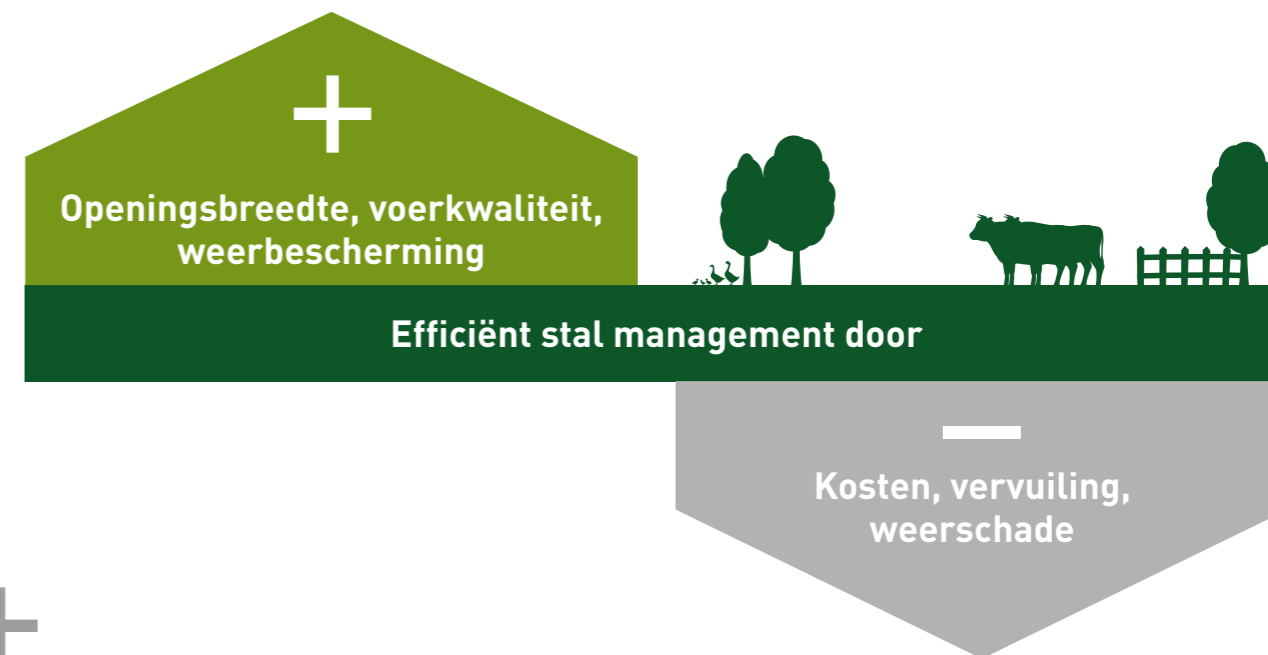 +
Openingsbreedte, voerkwaliteit,
weerbescherming
Efficiënt stal management door
−
Kosten, vervuiling,
weerschade
+